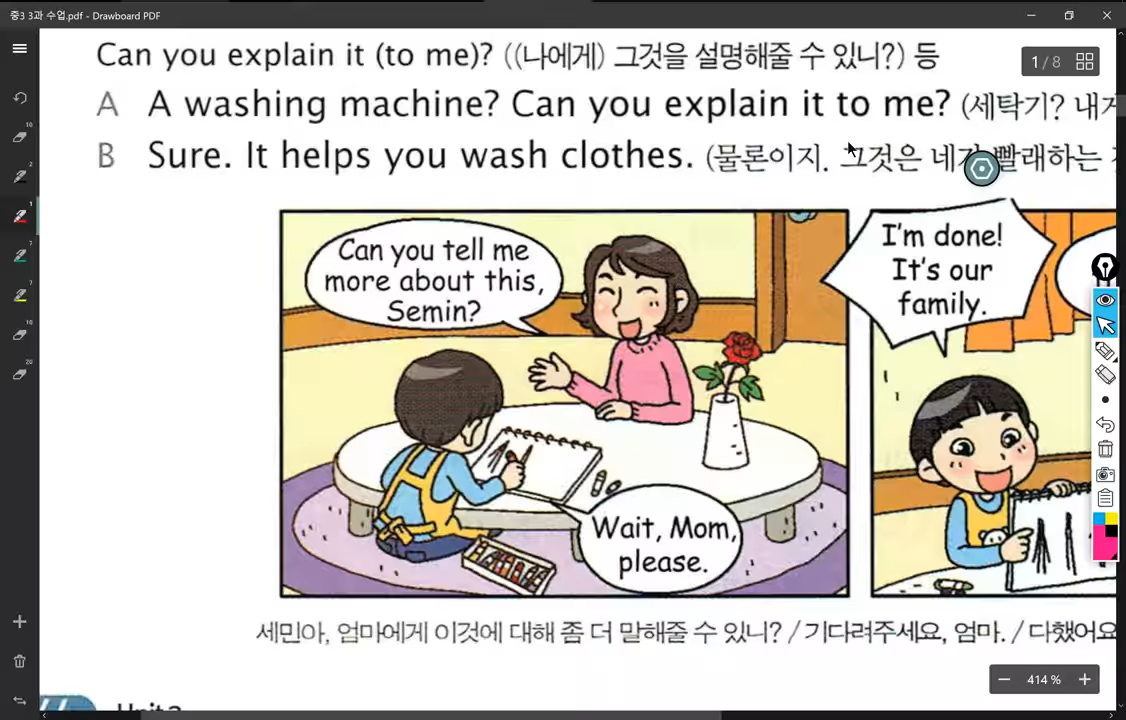 중3 3과 수업.pdf - Drawboard PDF
Can you explain it (to me)? ((나에게) 그것을 설명해줄 수 있니?) 등
1 / 8
A A washing machine? Can you explain it to me? (세탁기? 내게
B Sure. It helps you wash clothes. (물론이지. 그것은 네가 빨래하는
Can you tell me
more about this,
Semin?
Wait, Mom,
please.
I'm done!
It's our
family.
세민아, 엄마에게 이것에 대해 좀 더 말해줄 수 있니? / 기다려주세요, 엄마. / 다했어요
414 %